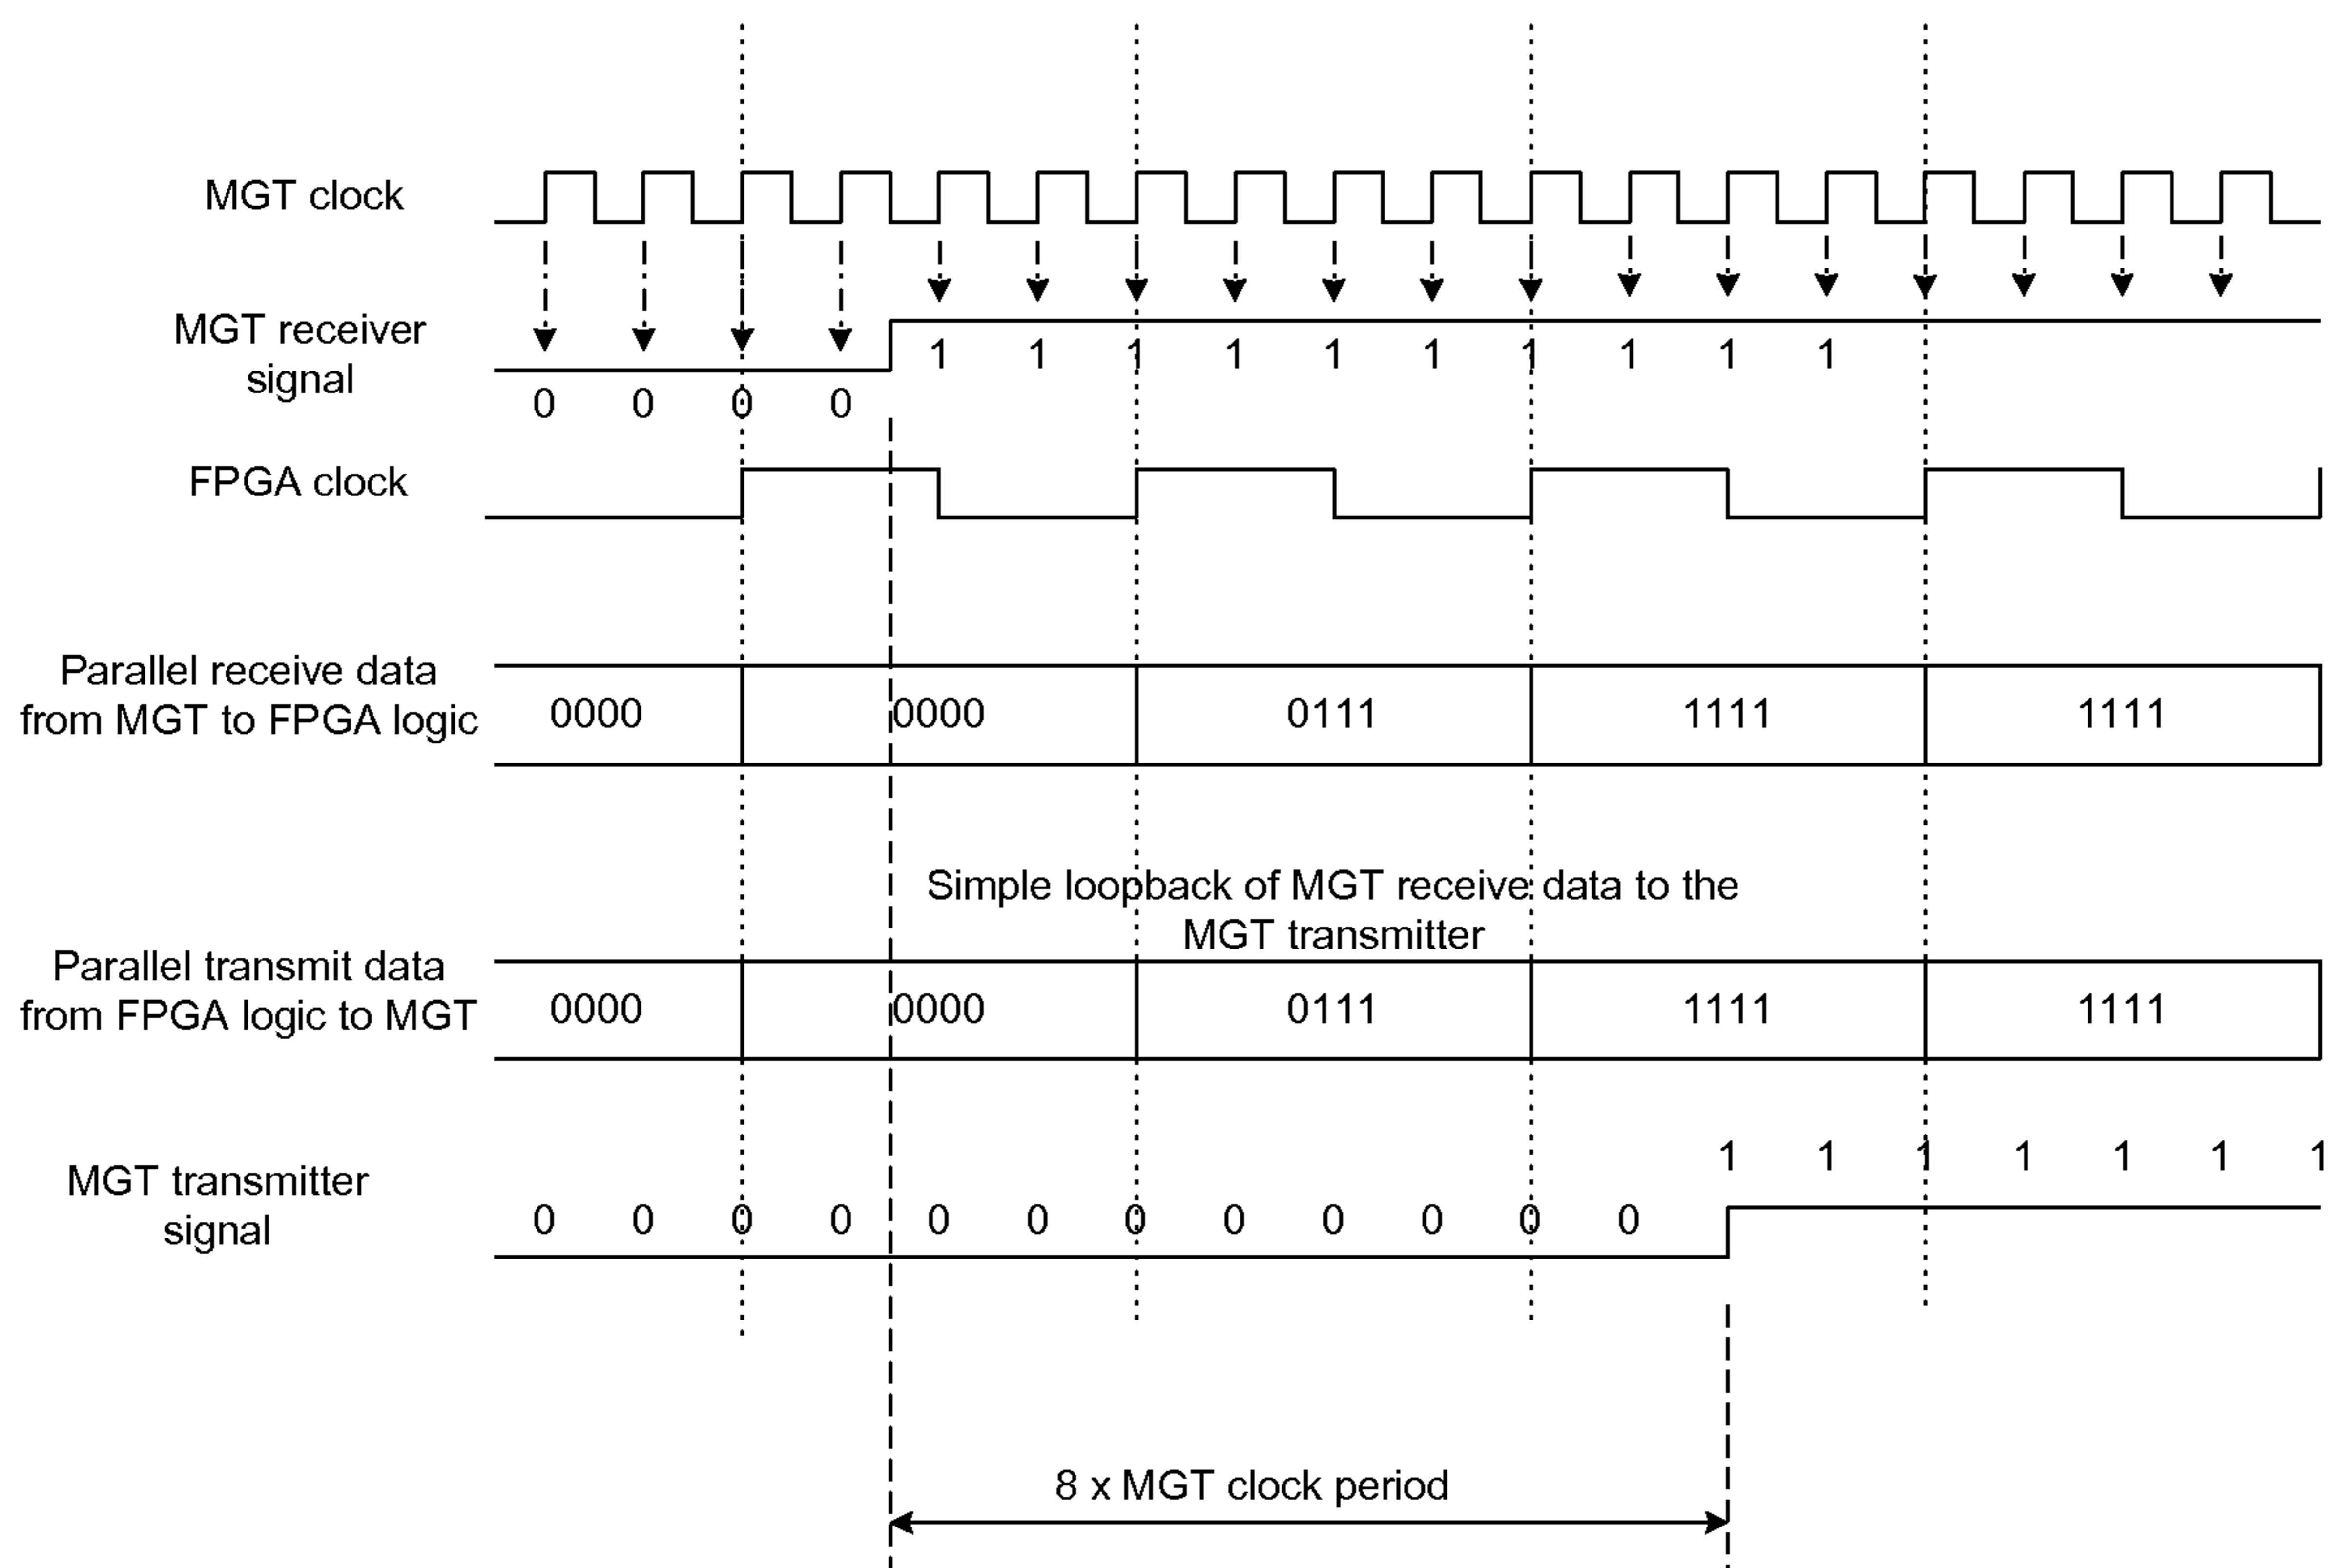 MGT clock
MGT receiver
signal
1 1 1 1 1 1 1 1 1 1
0 0 0 0
FPGA clock
Parallel receive data
from MGT to FPGA logic
0000 0000 0111 1111 1111
Simple loopback of MGT receive data to the
MGT transmitter
Parallel transmit data
from FPGA logic to MGT
0000 0000 0111 1111 1111
1 1 1 1 1 1 1
MGT transmitter
signal
0 0 0 0 0 0 0 0 0 0 0 0
8 x MGT clock period